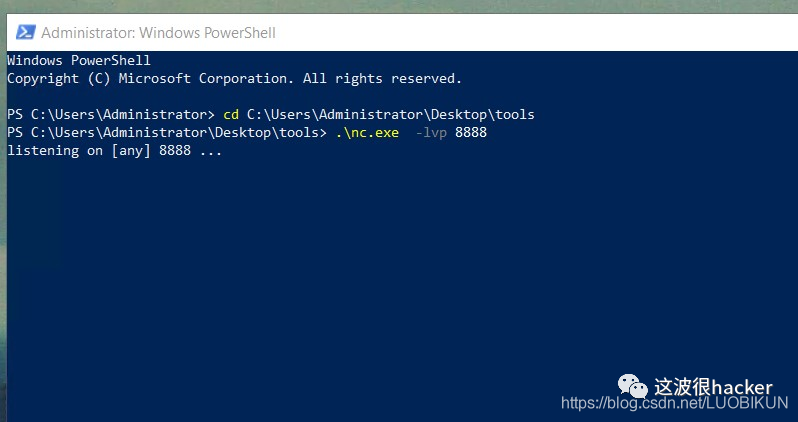 Administrator: Windows PowerShell
Windows PowerShell
Copyright (C) Microsoft Corporation. All rights reserved.
PS C:\Users\Administrator> cd C:\Users\Administrator\Desktop\tools
PS C:\Users\Administrator\Desktop\tools> .\nc.exe  -lvp 8888
listening on [any] 8888 ...
这波很hacker
https://blog.csdn.net/LUOBIKUN